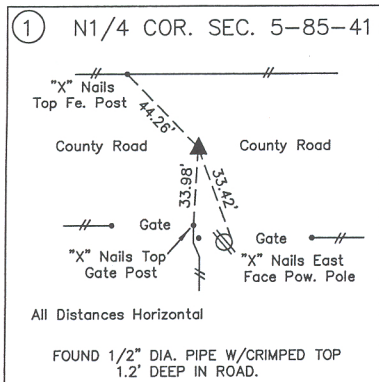 1 N1/4 COR. SEC. 5-85-41
"X" Nails
Top Fe. Post
44.26'
County Road
County Road
33.98'
33.42'
Gate
Gate
"X" Nails Top
Gate Post
"X" Nails East
Face Pow. Pole
All Distances Horizontal
FOUND 1/2" DIA. PIPE W/CRIMPED TOP
1.2' DEEP IN ROAD.